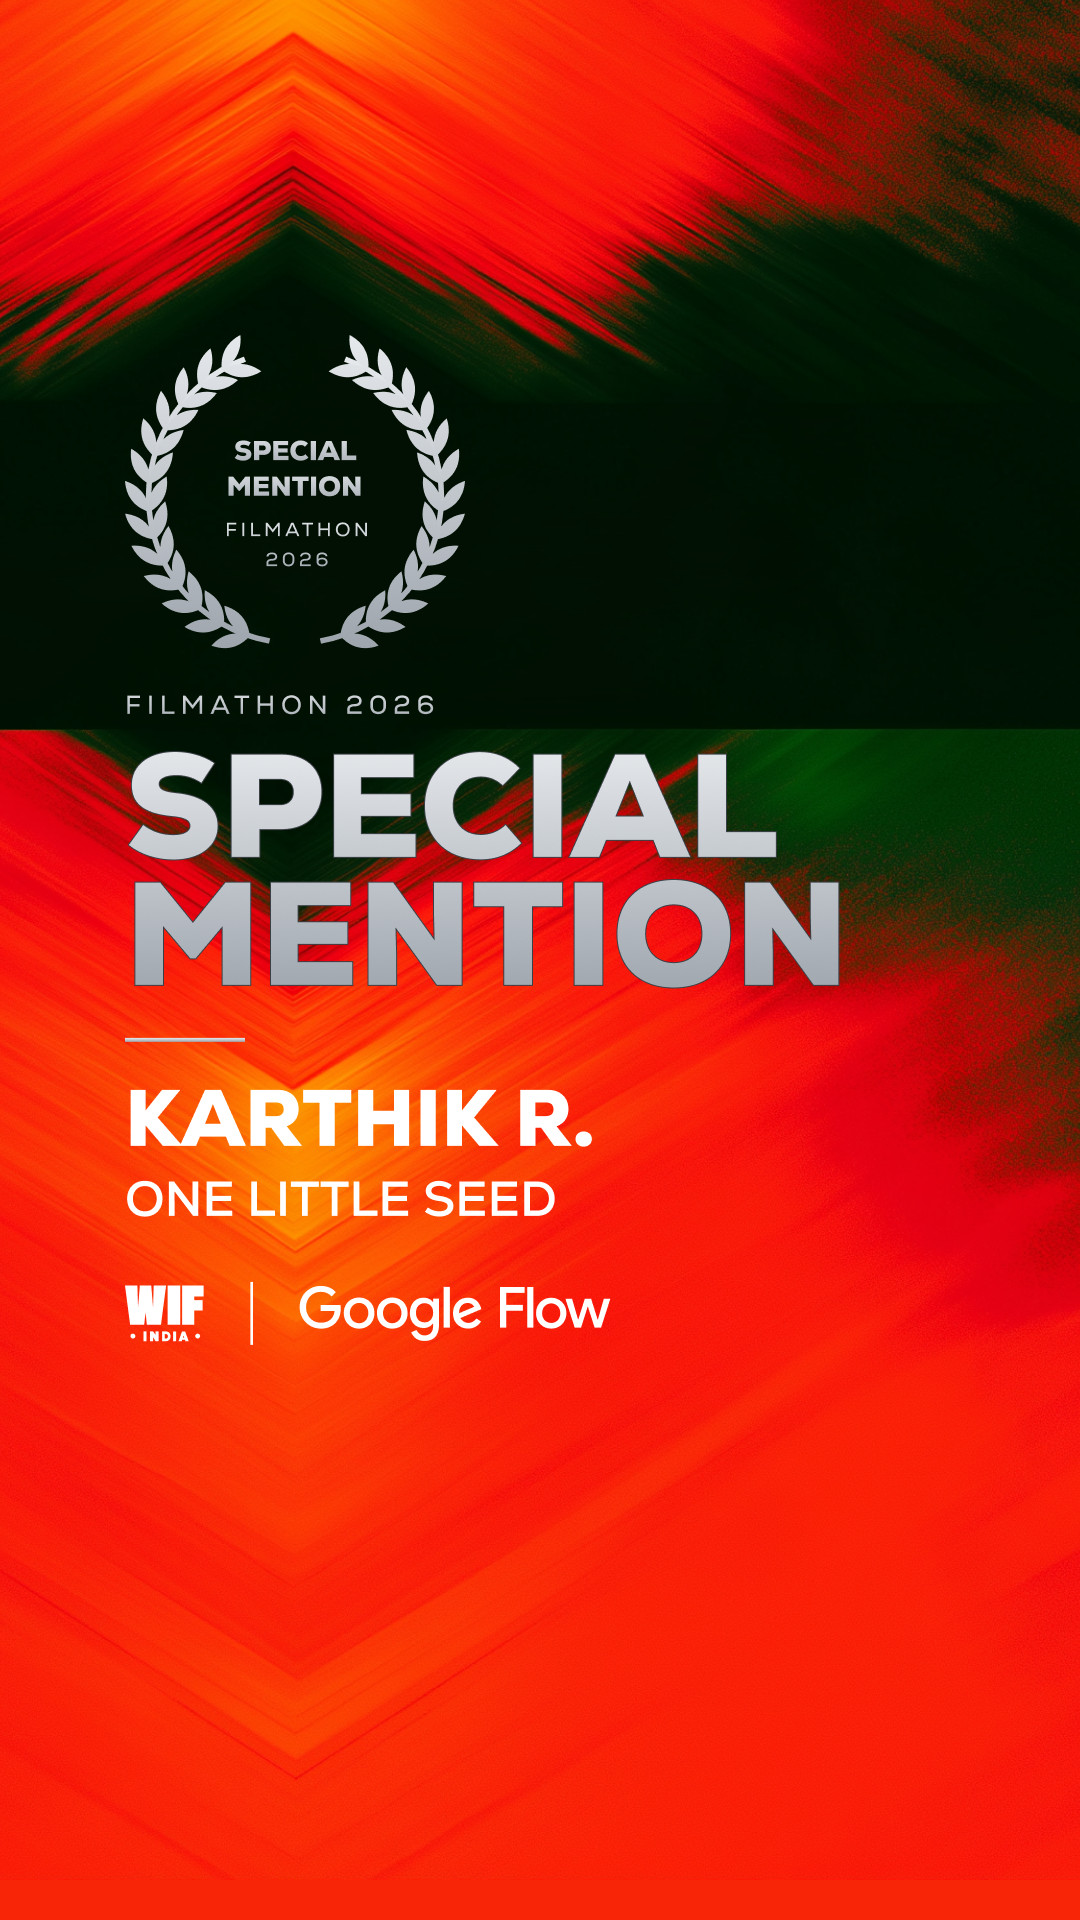 SPECIAL
MENTION
FILMATHON
2026
FILMATHON 2026
SPECIAL
MENTION
KARTHIK R.
ONE LITTLE SEED
WIF
• INDIA •
Google Flow